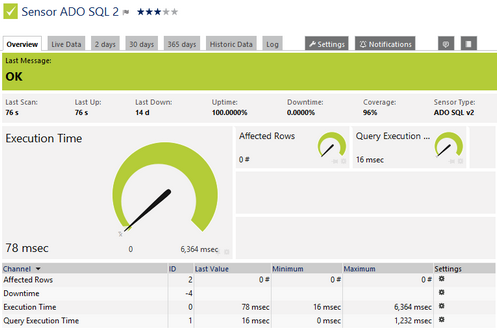 Sensor ADO SQL 2
Overview Live Data 2 days 30 days 365 days Historic Data Log Settings Notifications
Last Message:
OK
Last Scan: Last Up: Last Down: Uptime: Downtime: Coverage: Sensor Type:
76 s 76 s 14 d 100.0000% 0.0000% 96% ADO SQL v2
Execution Time
78 msec
0 6,364 msec
Affected Rows
0 #
Query Execution ...
16 msec
Channel ID Last Value Minimum Maximum Settings
Affected Rows 2 0 # 0 # 0 #
Downtime -4
Execution Time 0 78 msec 16 msec 6,364 msec
Query Execution Time 1 16 msec 0 msec 1,232 msec